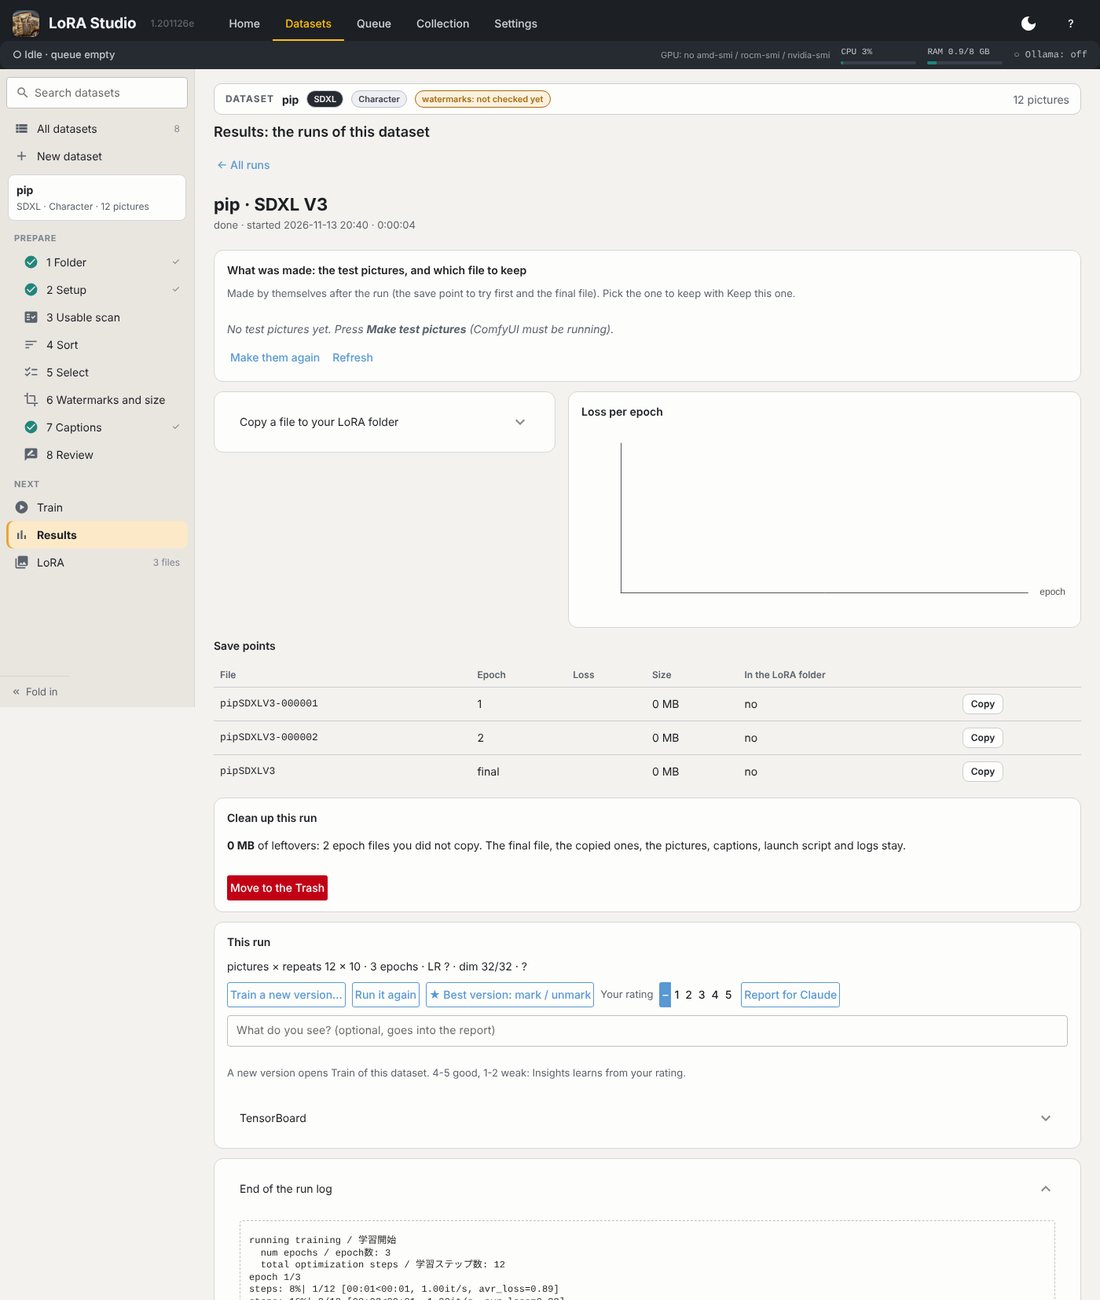 LoRA Studio 1.201126e Home Datasets Queue Collection Settings ?
Idle · queue empty GPU: no amd-smi / rocm-smi / nvidia-smi CPU 3% RAM 0.9/8 GB Ollama: off
Search datasets
All datasets 8
New dataset
pip
SDXL · Character · 12 pictures
PREPARE
1 Folder
2 Setup
3 Usable scan
4 Sort
5 Select
6 Watermarks and size
7 Captions
8 Review
NEXT
Train
Results
LoRA 3 files
« Fold in
DATASET pip SDXL Character watermarks: not checked yet 12 pictures
Results: the runs of this dataset
← All runs
pip · SDXL V3
done · started 2026-11-13 20:40 · 0:00:04
What was made: the test pictures, and which file to keep
Made by themselves after the run (the save point to try first and the final file). Pick the one to keep with Keep this one.
No test pictures yet. Press Make test pictures (ComfyUI must be running).
Make them again Refresh
Copy a file to your LoRA folder
Loss per epoch
epoch
Save points
File Epoch Loss Size In the LoRA folder
pipSDXLV3-000001 1 0 MB no Copy
pipSDXLV3-000002 2 0 MB no Copy
pipSDXLV3 final 0 MB no Copy
Clean up this run
0 MB of leftovers: 2 epoch files you did not copy. The final file, the copied ones, the pictures, captions, launch script and logs stay.
Move to the Trash
This run
pictures × repeats 12 × 10 · 3 epochs · LR ? · dim 32/32 · ?
Train a new version... Run it again ★ Best version: mark / unmark Your rating – 1 2 3 4 5 Report for Claude
What do you see? (optional, goes into the report)
A new version opens Train of this dataset. 4-5 good, 1-2 weak: Insights learns from your rating.
TensorBoard
End of the run log
running training / 学習開始
num epochs / epoch数: 3
total optimization steps / 学習ステップ数: 12
epoch 1/3
steps: 8%| 1/12 [00:01<00:01, 1.00it/s, avr_loss=0.89]